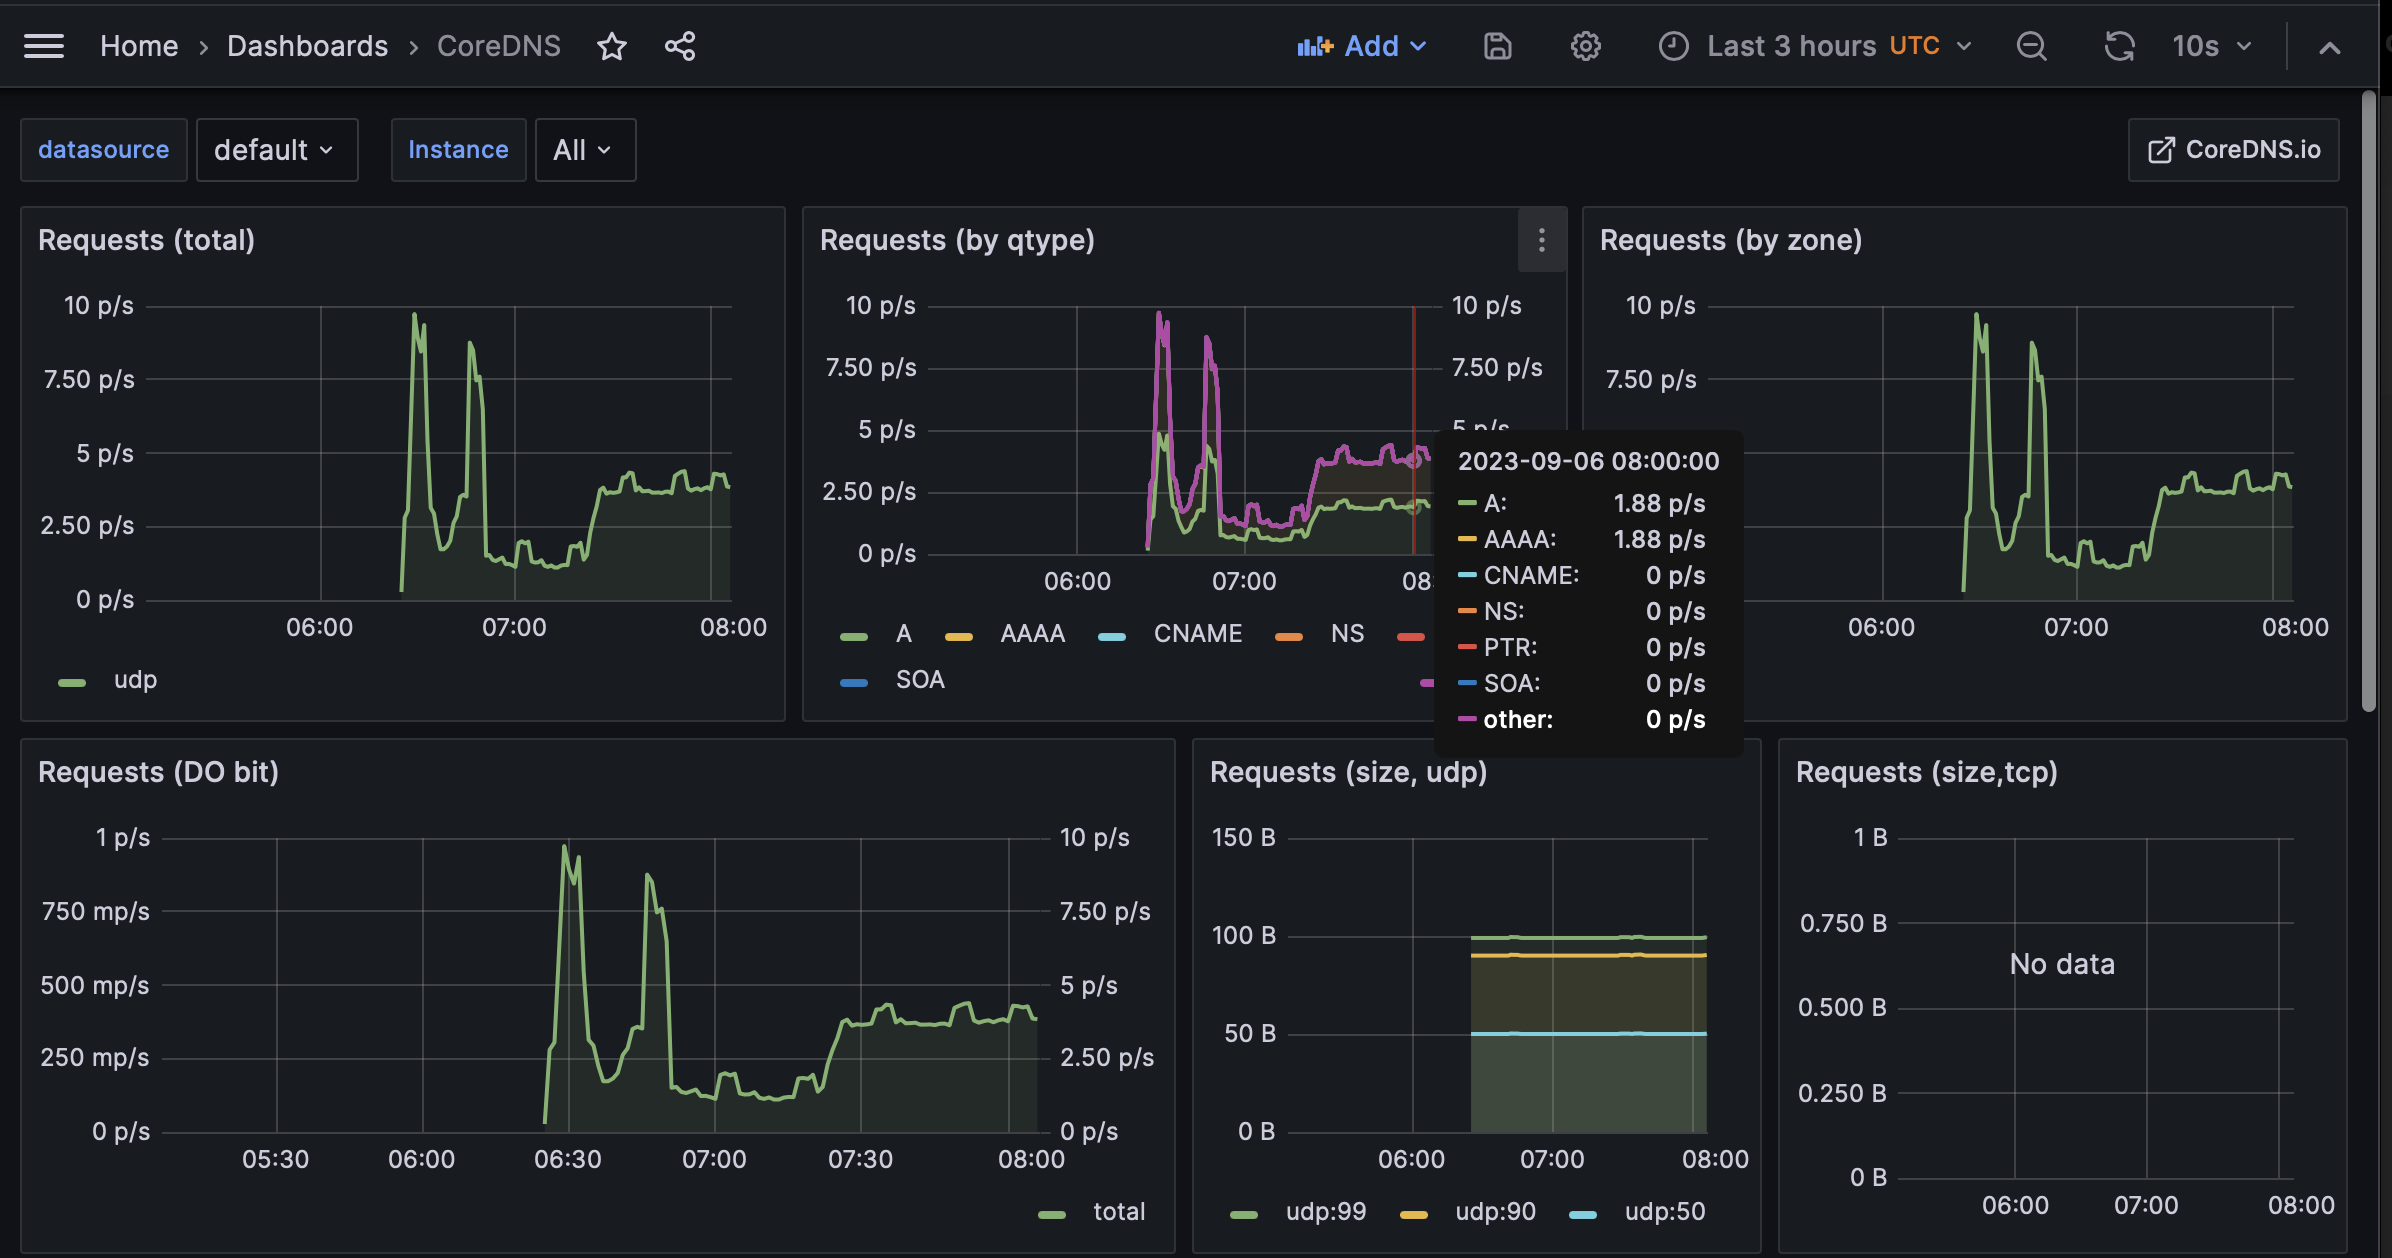 Home › Dashboards › CoreDNS Add Last 3 hours UTC 10s
datasource default Instance All CoreDNS.io
Requests (total)
10 p/s
7.50 p/s
5 p/s
2.50 p/s
0 p/s
06:00 07:00 08:00
udp
Requests (by qtype)
10 p/s 10 p/s
7.50 p/s 7.50 p/s
5 p/s 5 p/s
2.50 p/s
0 p/s
06:00 07:00 08:
A AAAA CNAME NS
SOA
2023-09-06 08:00:00
A: 1.88 p/s
AAAA: 1.88 p/s
CNAME: 0 p/s
NS: 0 p/s
PTR: 0 p/s
SOA: 0 p/s
other: 0 p/s
Requests (by zone)
10 p/s
7.50 p/s
06:00 07:00 08:00
Requests (DO bit)
1 p/s 10 p/s
750 mp/s 7.50 p/s
500 mp/s 5 p/s
250 mp/s 2.50 p/s
0 p/s 0 p/s
05:30 06:00 06:30 07:00 07:30 08:00
total
Requests (size, udp)
150 B
100 B
50 B
0 B
06:00 07:00 08:00
udp:99 udp:90 udp:50
Requests (size,tcp)
1 B
0.750 B
No data
0.500 B
0.250 B
0 B
06:00 07:00 08:00